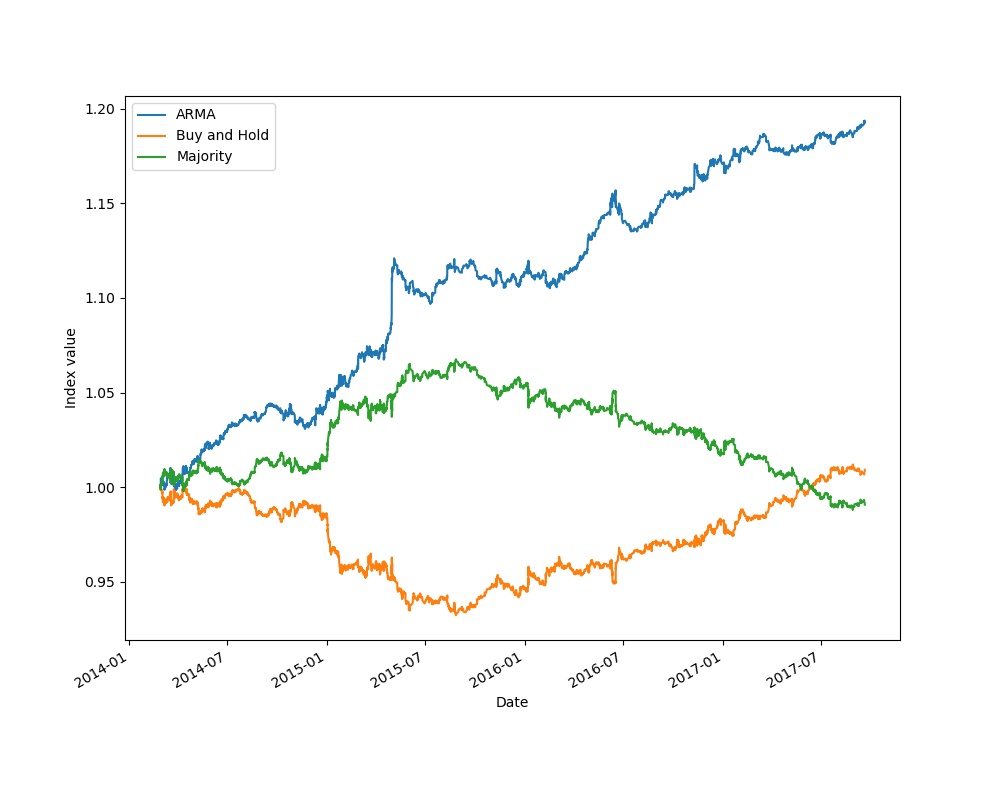 1.20
1.15
1.10
1.05
1.00
0.95
Index value
ARMA
Buy and Hold
Majority
2014-01
2014-07
2015-01
2015-07
2016-01
2016-07
2017-01
2017-07
Date